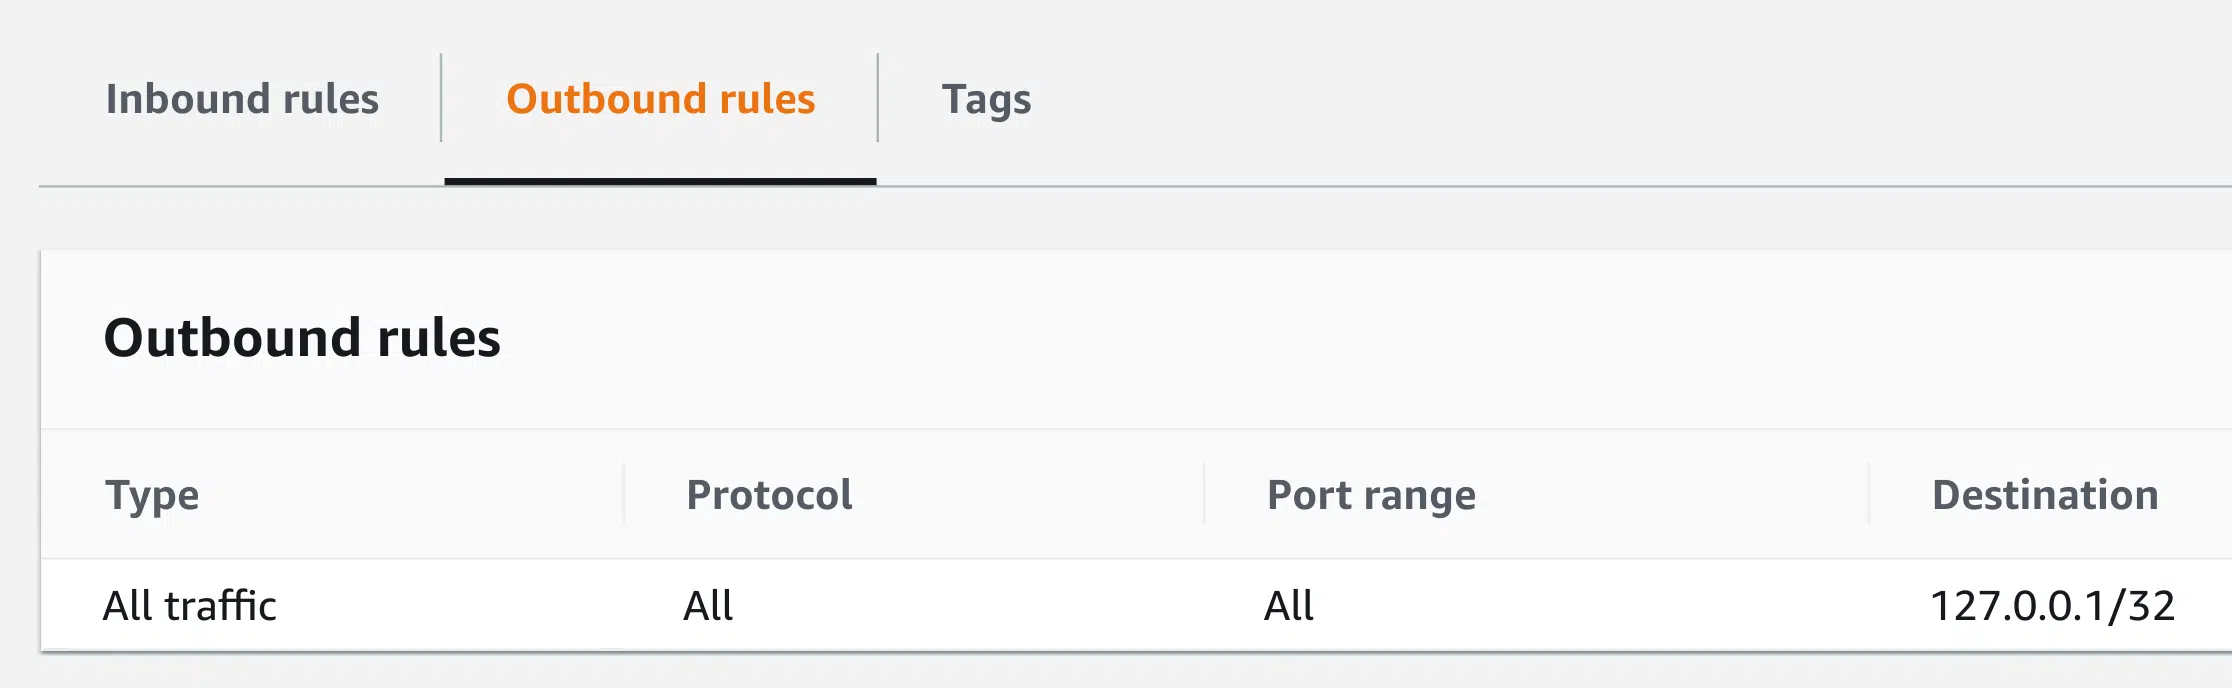 Inbound rules Outbound rules Tags
Outbound rules
Type Protocol Port range Destination
All traffic All All 127.0.0.1/32